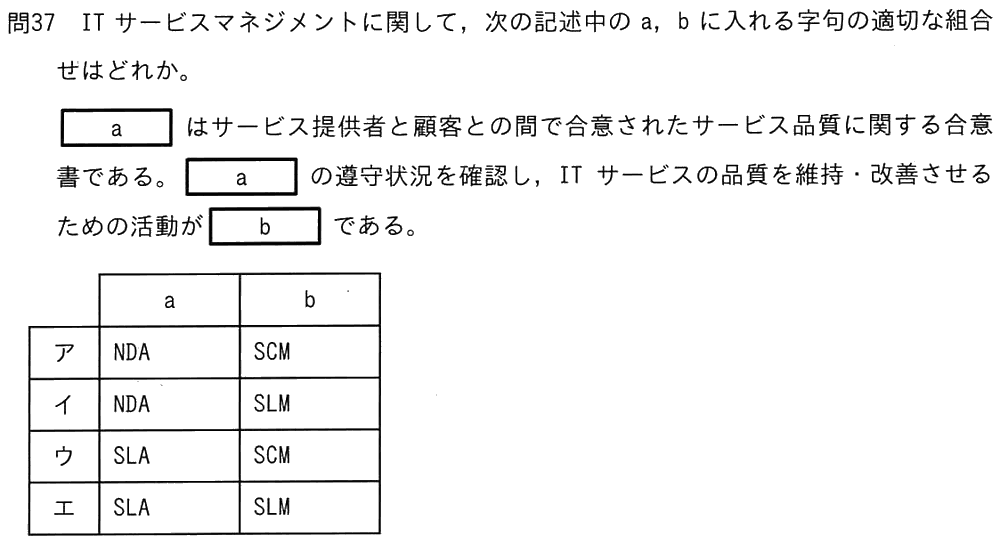 問37 IT サービスマネジメントに関して，次の記述中の a，b に入れる字句の適切な組合
せはどれか。
a はサービス提供者と顧客との間で合意されたサービス品質に関する合意
書である。 a の遵守状況を確認し，IT サービスの品質を維持・改善させる
ための活動が b である。
a b
ア NDA SCM
イ NDA SLM
ウ SLA SCM
エ SLA SLM